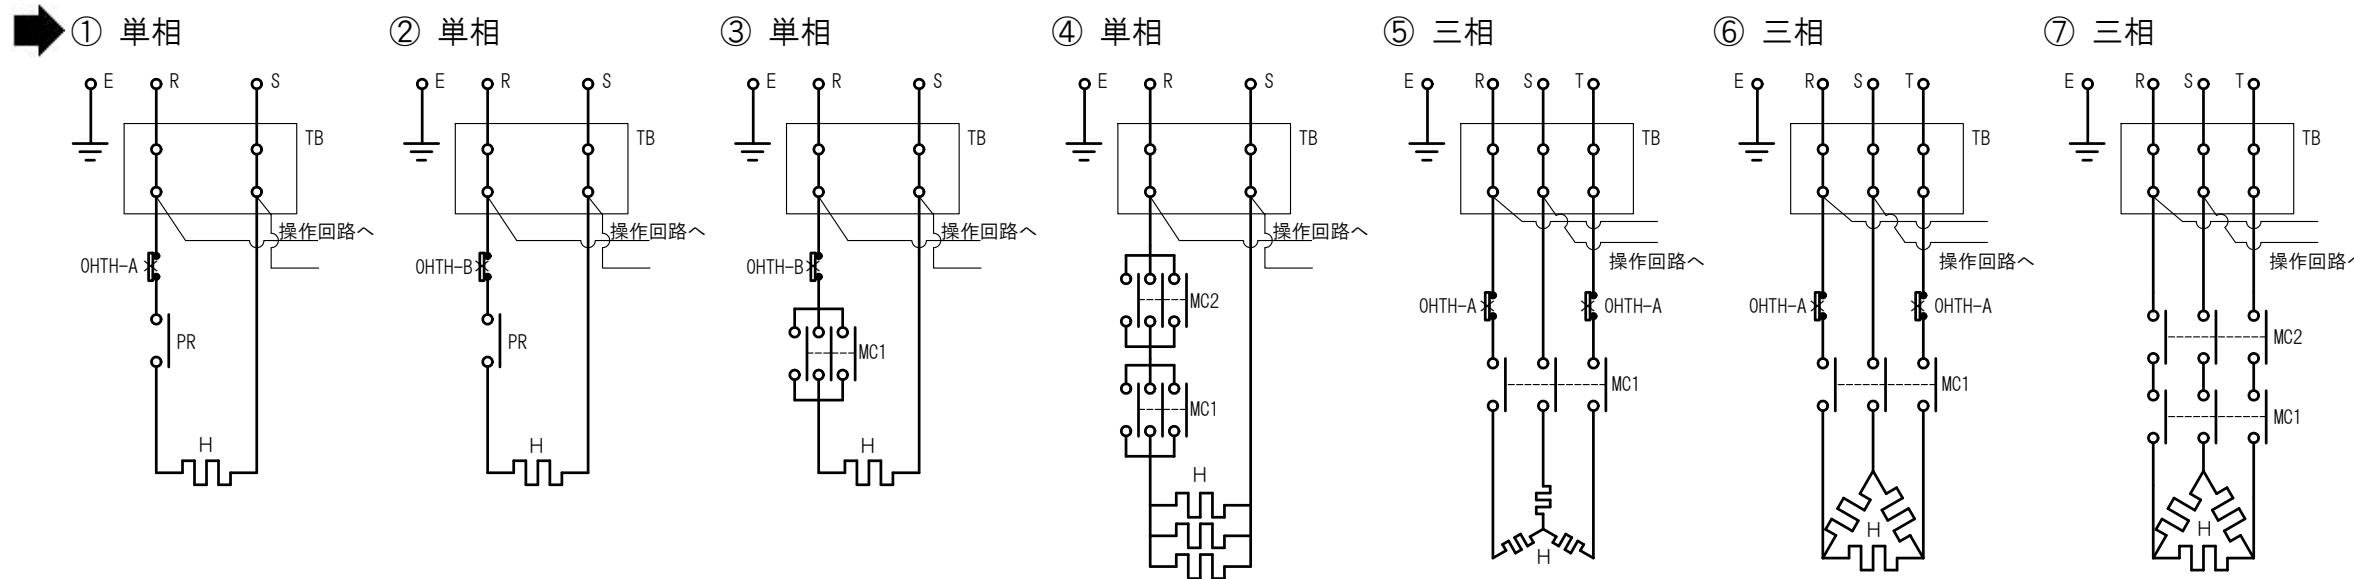 ① 単相
E
R
S
TB
操作回路へ
OHTH-A
PR
H
② 単相
E
R
S
TB
操作回路へ
OHTH-B
PR
H
③ 単相
E
R
S
TB
操作回路へ
OHTH-B
MC1
H
④ 単相
E
R
S
TB
操作回路へ
MC2
MC1
H
⑤ 三相
E
R
S
T
TB
操作回路へ
OHTH-A
OHTH-A
MC1
H
⑥ 三相
E
R
S
T
TB
操作回路へ
OHTH-A
OHTH-A
MC1
H
⑦ 三相
E
R
S
T
TB
操作回路へ
MC2
MC1
H